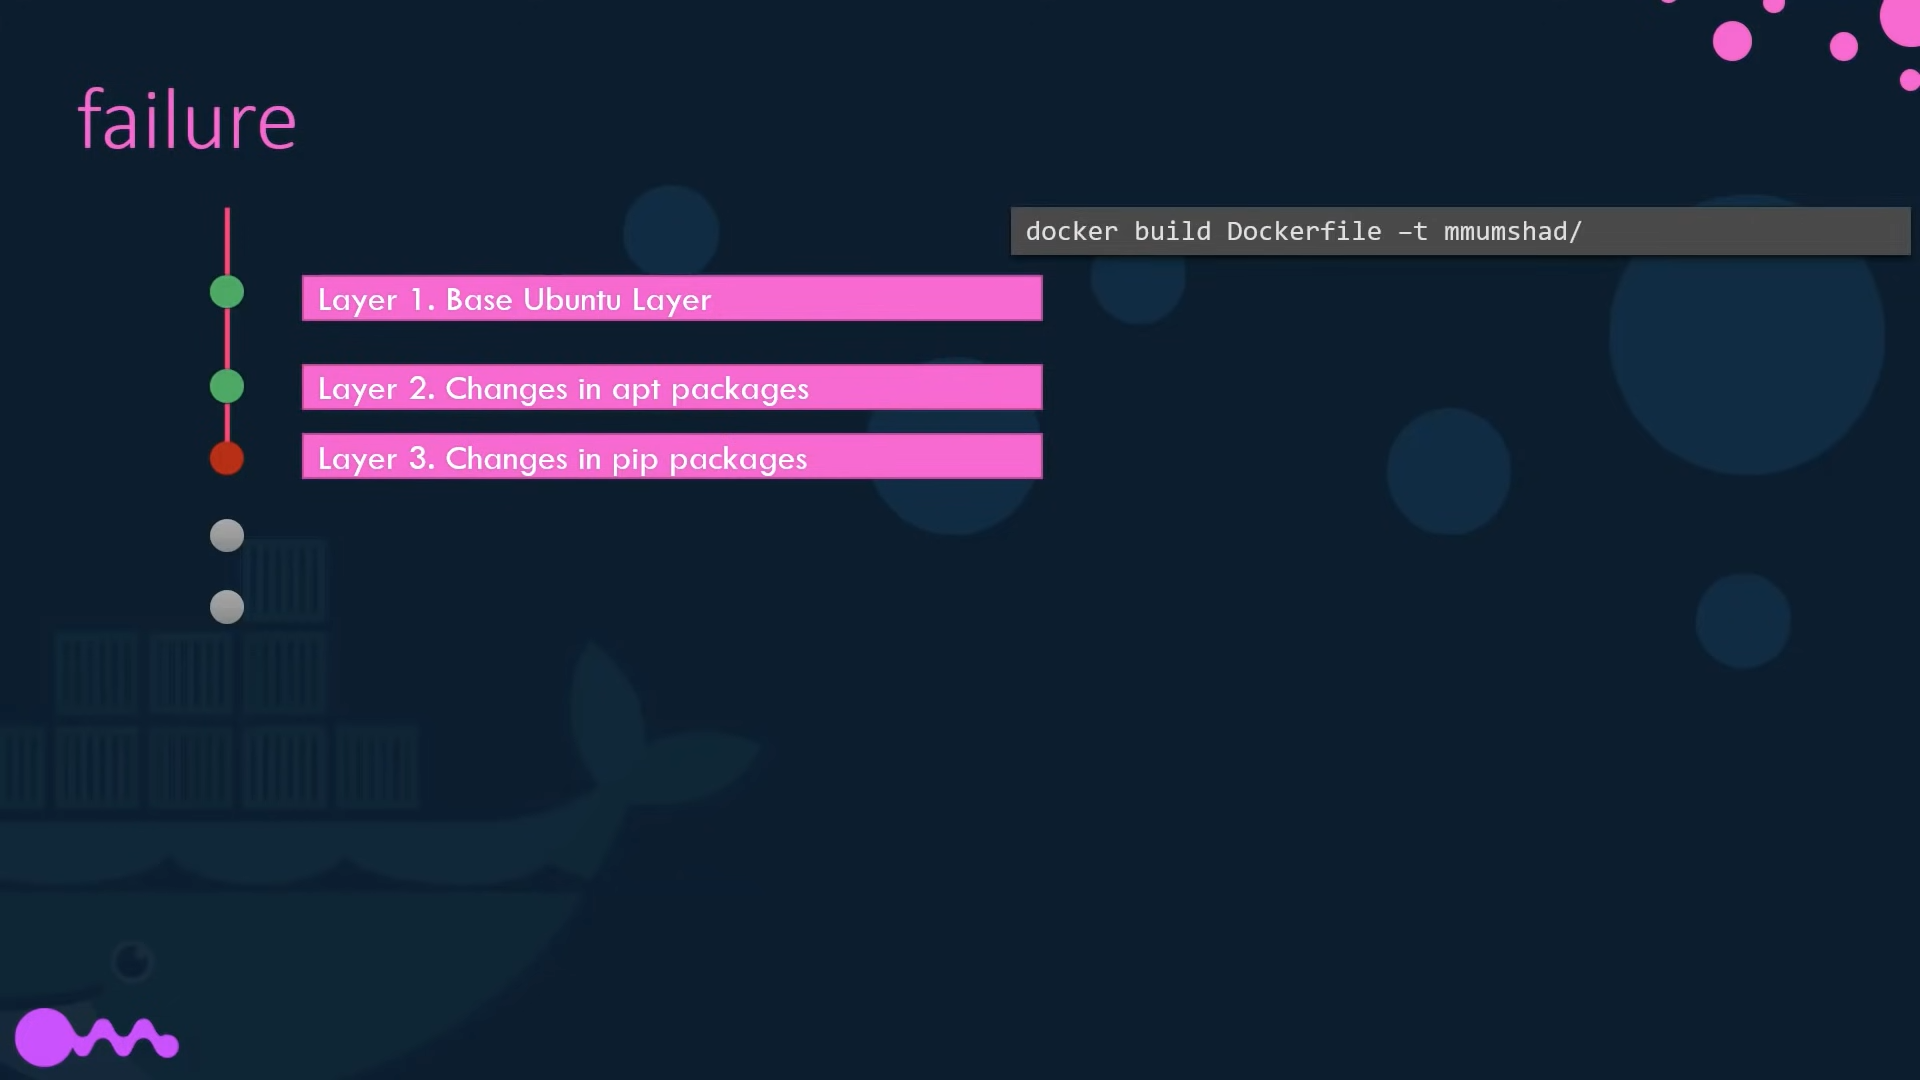 failure
docker build Dockerfile –t mmumshad/
Layer 1. Base Ubuntu Layer
Layer 2. Changes in apt packages
Layer 3. Changes in pip packages